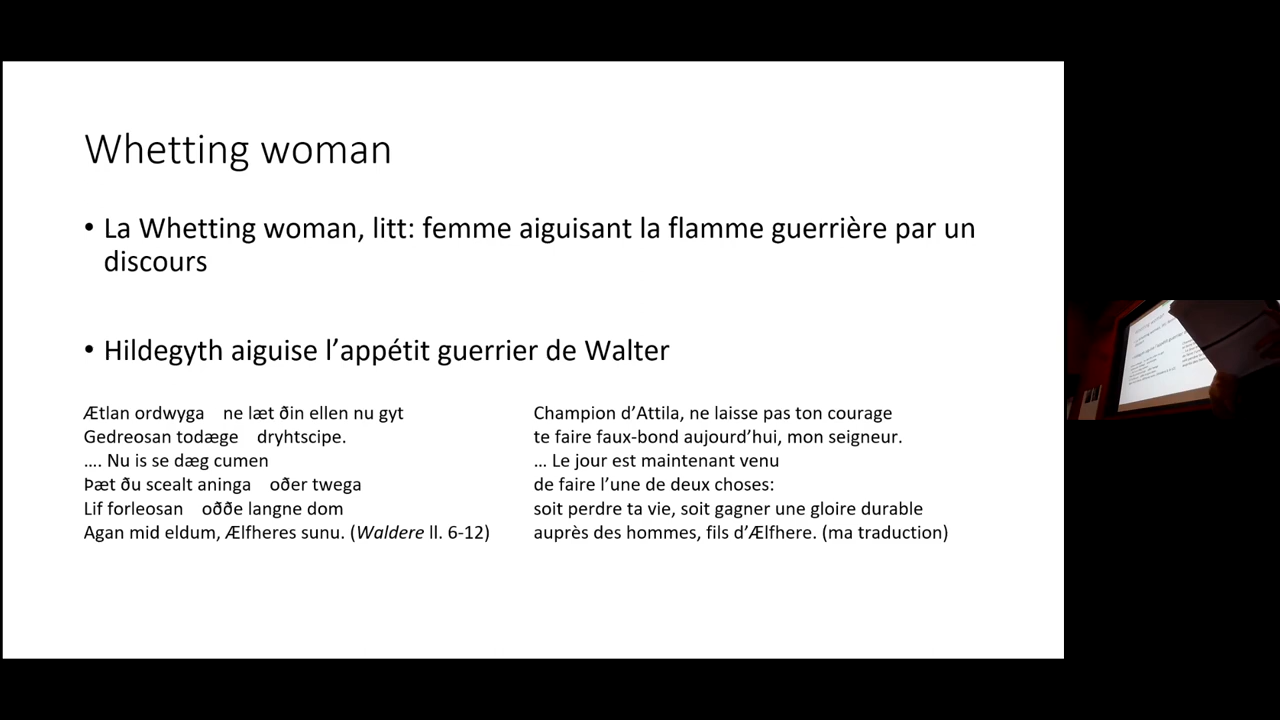 Whetting woman
• La Whetting woman, litt: femme aiguisant la flamme guerrière par un
discours
• Hildegyth aiguise l’appétit guerrier de Walter
Ætlan ordwyga ne læt ðin ellen nu gyt
Gedreosan todæge dryhtscipe.
…. Nu is se dæg cumen
Þæt ðu scealt aninga oðer twega
Lif forleosan oððe langne dom
Agan mid eldum, Ælfheres sunu. (Waldere ll. 6-12)
Champion d’Attila, ne laisse pas ton courage
te faire faux-bond aujourd’hui, mon seigneur.
… Le jour est maintenant venu
de faire l’une de deux choses:
soit perdre ta vie, soit gagner une gloire durable
auprès des hommes, fils d’Ælfhere. (ma traduction)